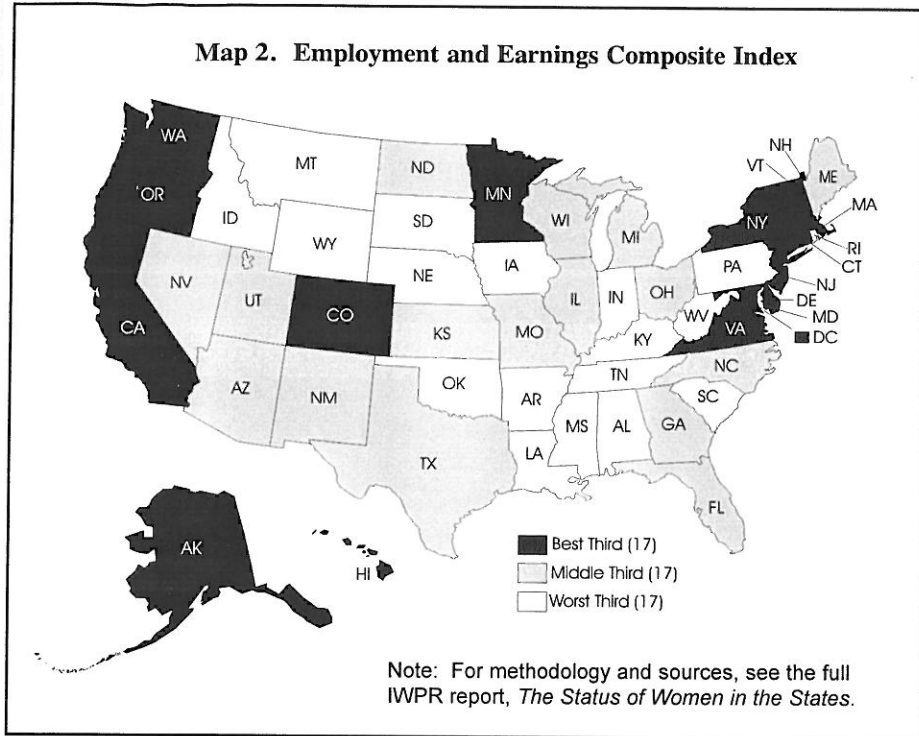 Map 2. Employment and Earnings Composite Index
WA
MT
ND
MN
NH
VT
ME
'OR
ID
SD
WI
NY
MA
WY
MI
RI
CT
NV
NE
IA
PA
NJ
UT
CO
IL
IN
OH
DE
MD
CA
KS
MO
WV
VA
DC
KY
AZ
NM
OK
TN
NC
AR
SC
MS
AL
GA
TX
LA
FL
AK
HI
Best Third (17)
Middle Third (17)
Worst Third (17)
Note: For methodology and sources, see the full
IWPR report, The Status of Women in the States.